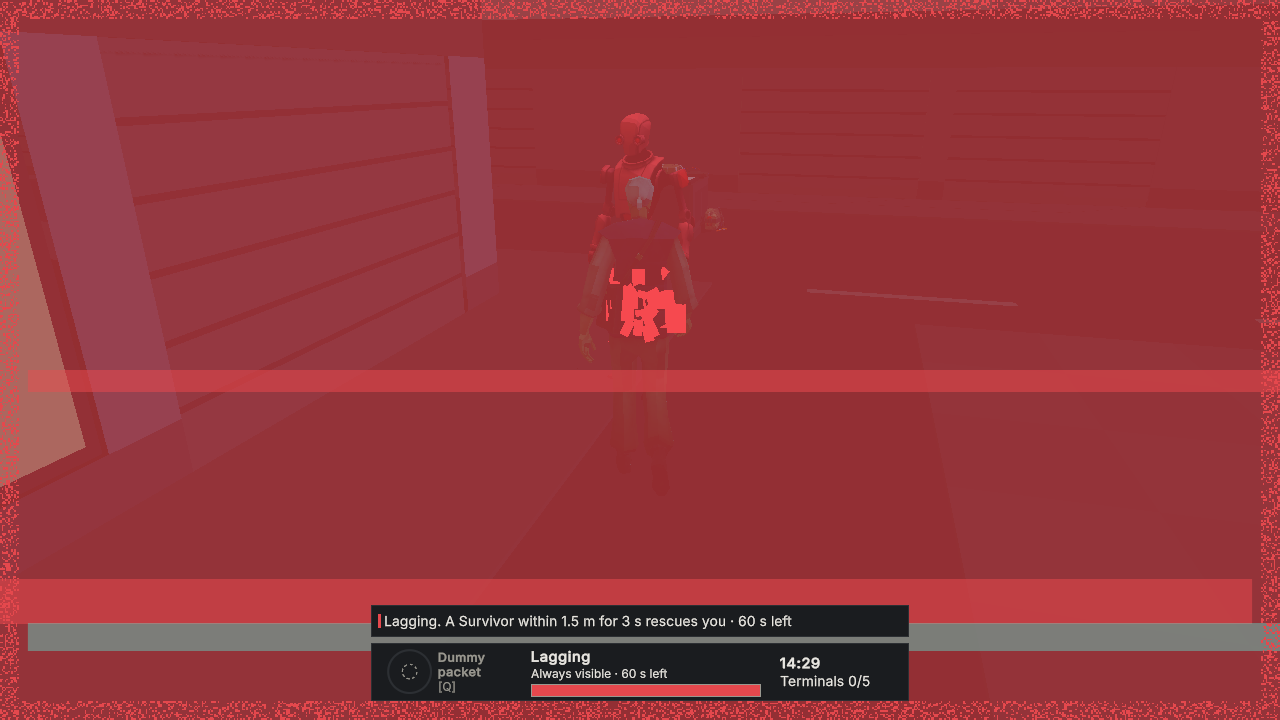 Lagging. A Survivor within 1.5 m for 3 s rescues you · 60 s left
Dummy
packet
[Q]
Lagging
Always visible · 60 s left
14:29
Terminals 0/5